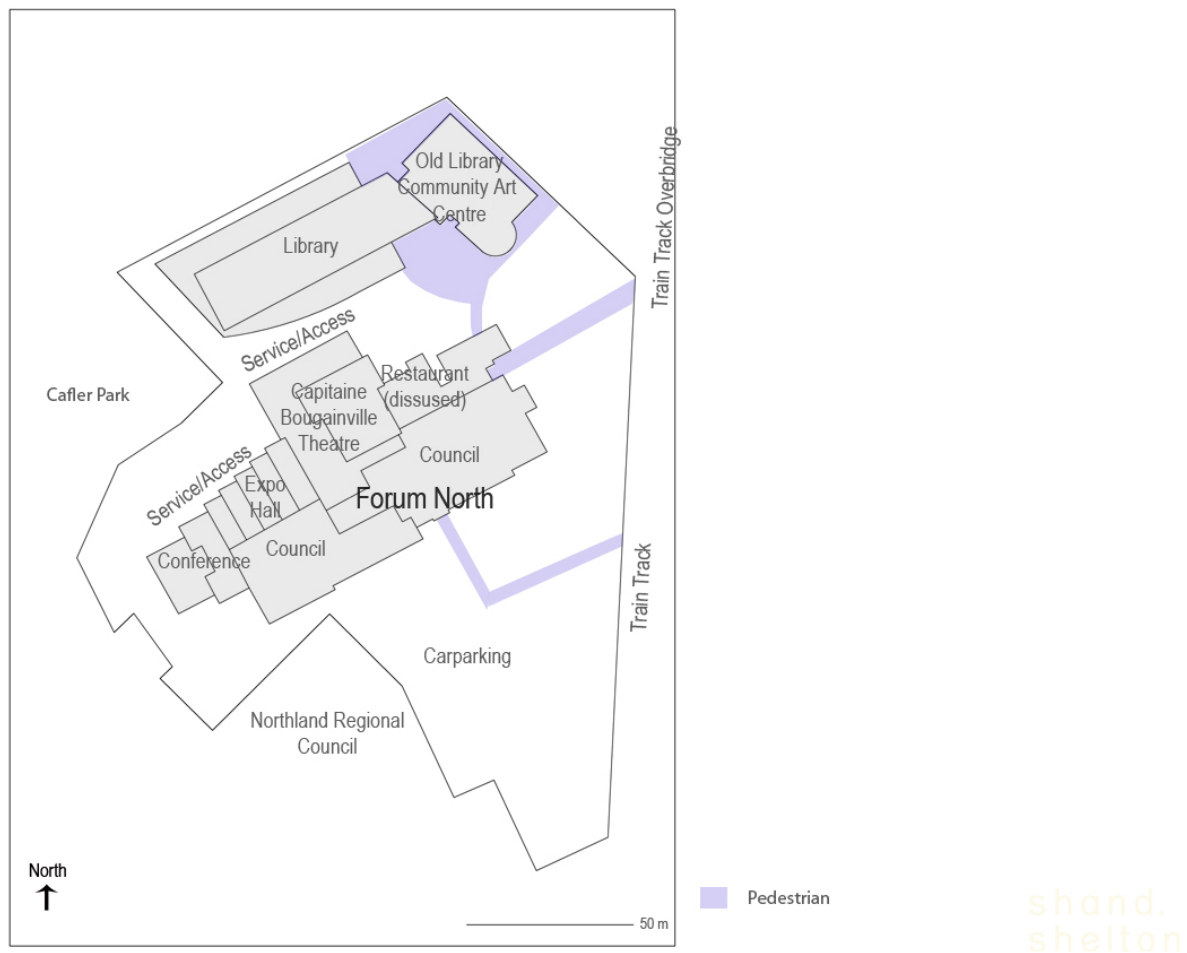 Old Library
Community Art
Centre
Train Track Overbridge
Library
Service/Access
Cafler Park
Restaurant
(dissused)
Capitaine
Bougainville
Theatre
Council
Service/Access
Expo
Hall
Forum North
Council
Conference
Train Track
Carparking
Northland Regional
Council
North
50 m
Pedestrian
shand.
shelton